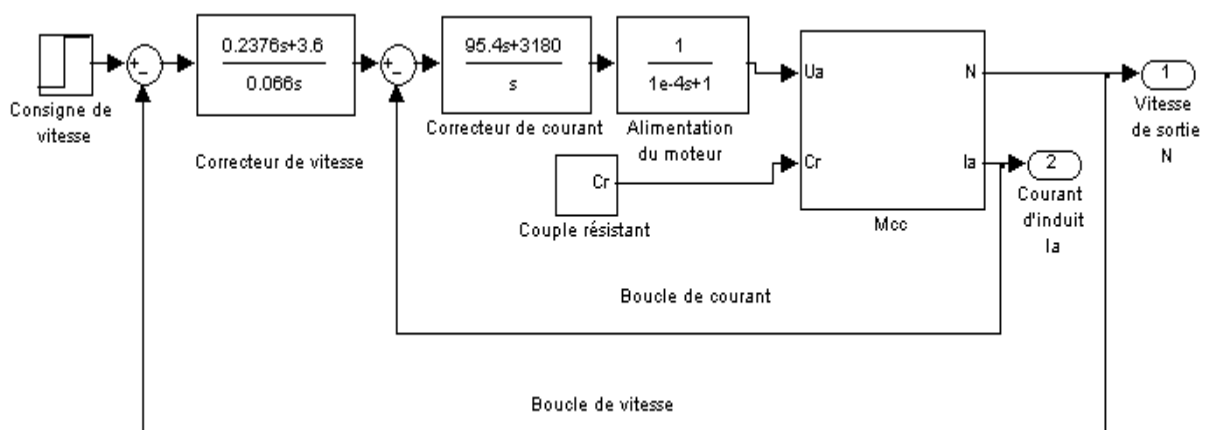 Consigne de
vitesse
+
−
0.2376s+3.6
0.066s
Correcteur de vitesse
+
−
95.4s+3180
s
Correcteur de courant
1
1e-4s+1
Alimentation
du moteur
Cr
Couple résistant
Ua
Cr
N
Ia
Mcc
1
Vitesse
de sortie
N
2
Courant
d'induit
Ia
Boucle de courant
Boucle de vitesse